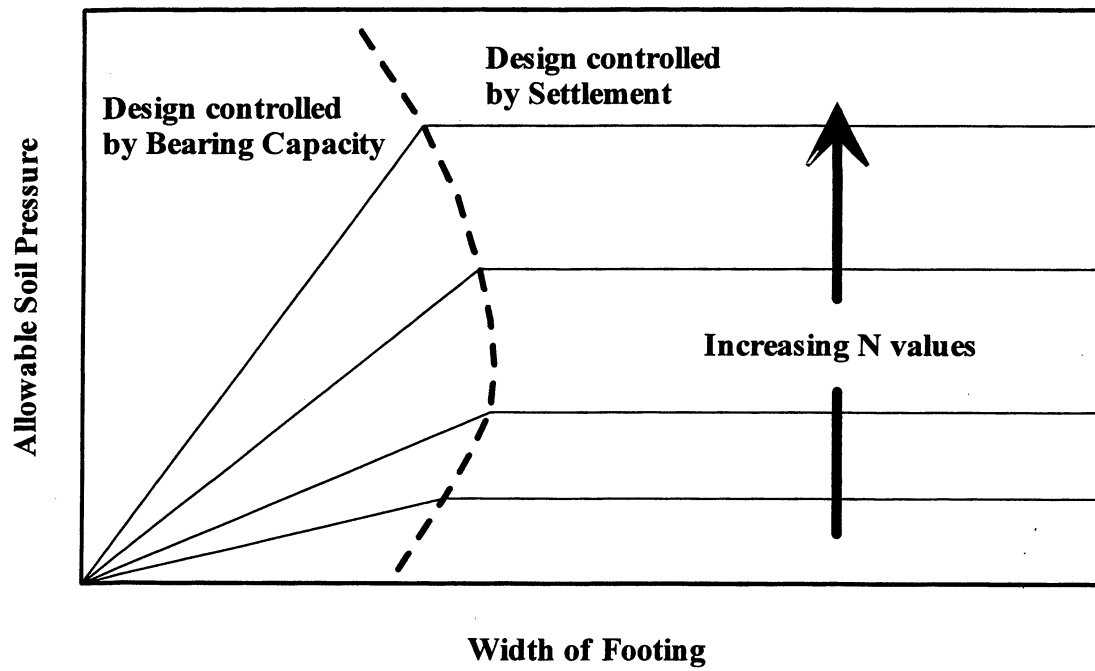 Design controlled
by Settlement
Design controlled
by Bearing Capacity
Allowable Soil Pressure
Increasing N values
Width of Footing